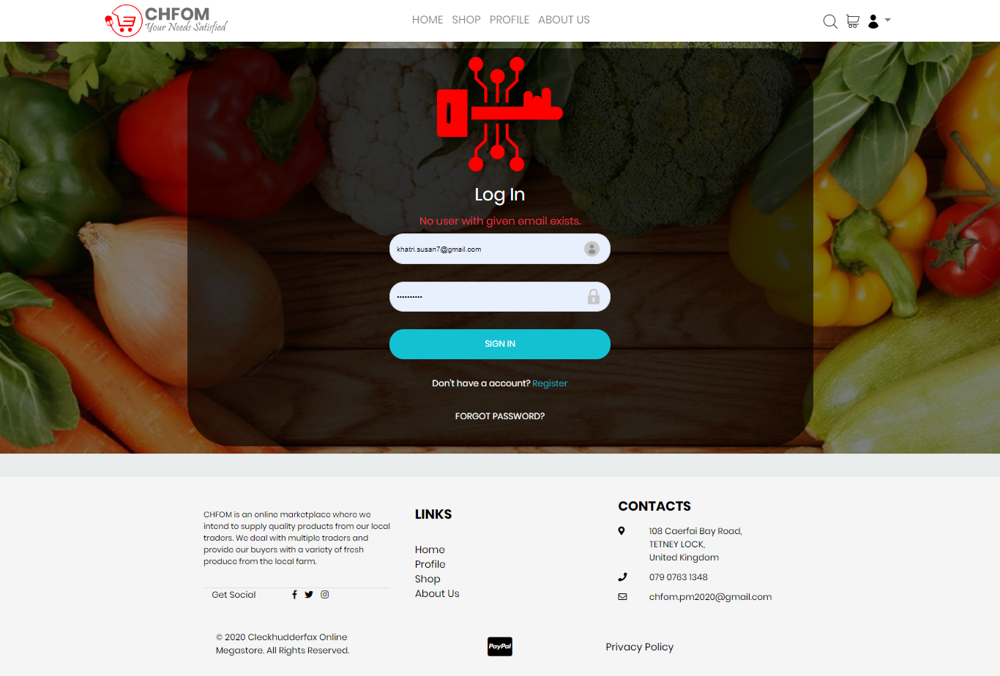 CHFOM
Your Needs Satisfied
HOME SHOP PROFILE ABOUT US
Log In
No user with given email exists.
khatri.susan7@gmail.com
••••••••••
SIGN IN
Don't have a account? Register
FORGOT PASSWORD?
CHFOM is an online marketplace where we
intend to supply quality products from our local
traders. We deal with multiple traders and
provide our buyers with a variety of fresh
produce from the local farm.
Get Social
LINKS
Home
Profile
Shop
About Us
CONTACTS
108 Caerfai Bay Road,
TETNEY LOCK,
United Kingdom
079 0763 1348
chfom.pm2020@gmail.com
© 2020 Cleckhudderfax Online
Megastore. All Rights Reserved.
PayPal
Privacy Policy